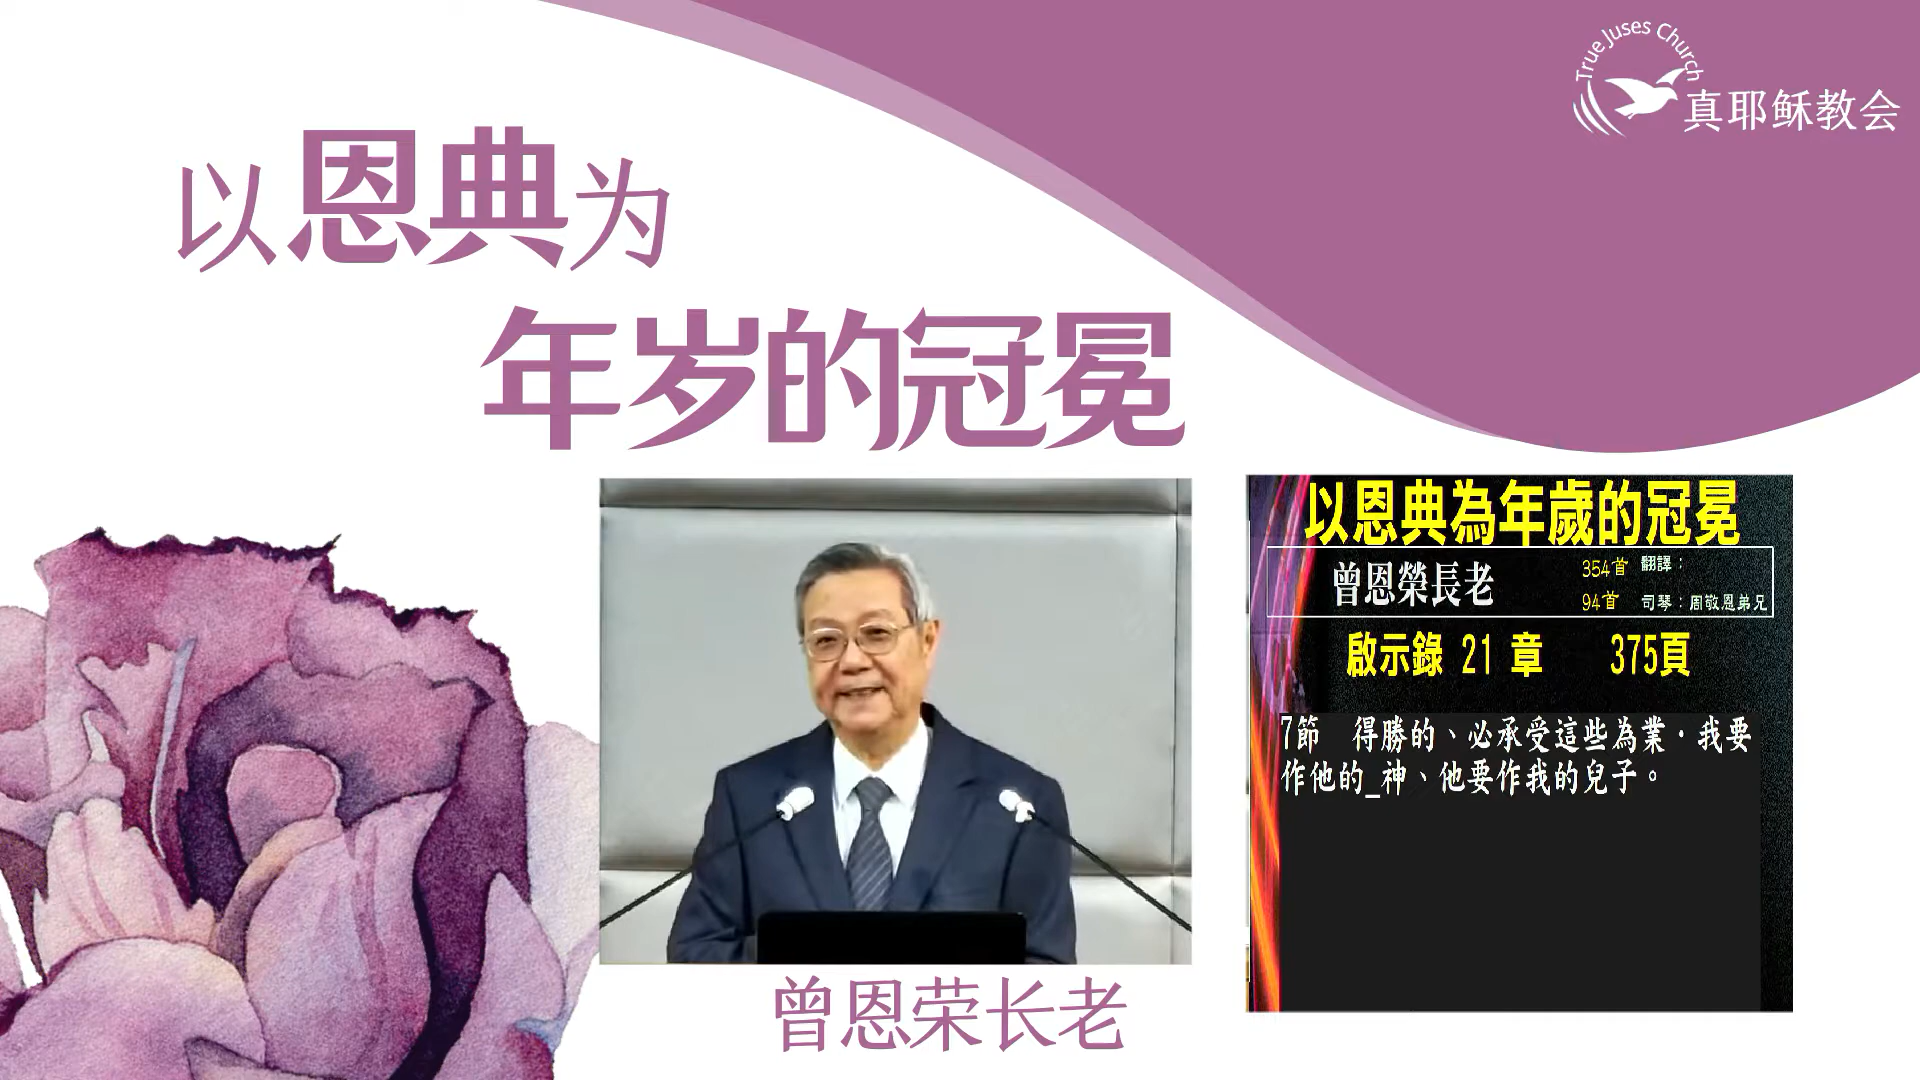 True Juses Church
真耶稣教会
以恩典为
年岁的冠冕
以恩典為年歲的冠冕
曾恩榮長老
354首 翻譯：
94首 司琴：周敬恩弟兄
啟示錄 21 章 375頁
7節 得勝的、必承受這些為業・我要
作他的_神、他要作我的兒子。
曾恩荣长老